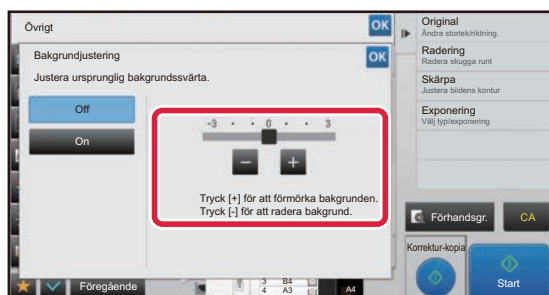 Övrigt
OK
Bakgrundjustering
OK
Justera ursprunglig bakgrundssvärta.
Off
On
-3 · · 0 · · 3
Tryck [+] för att förmörka bakgrunden.
Tryck [-] för att radera bakgrund.
Original
Ändra storlek/riktning.
Radering
Radera skugga runt
Skärpa
Justera bildens kontur
Exponering
Välj typ/exponering
Förhandsgr.
CA
Korrektur-kopia
Start
Föregående
3 B4
4 A3
A4